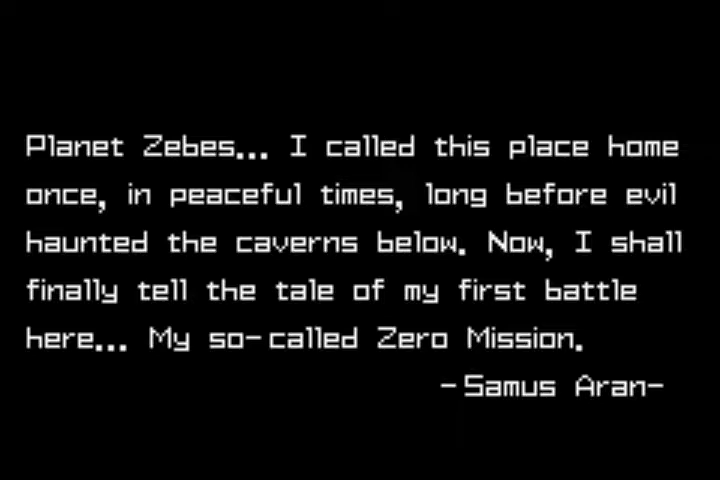 Planet Zebes... I called this place home
once, in peaceful times, long before evil
haunted the caverns below. Now, I shall
finally tell the tale of my first battle
here... My so-called Zero Mission.
-Samus Aran-